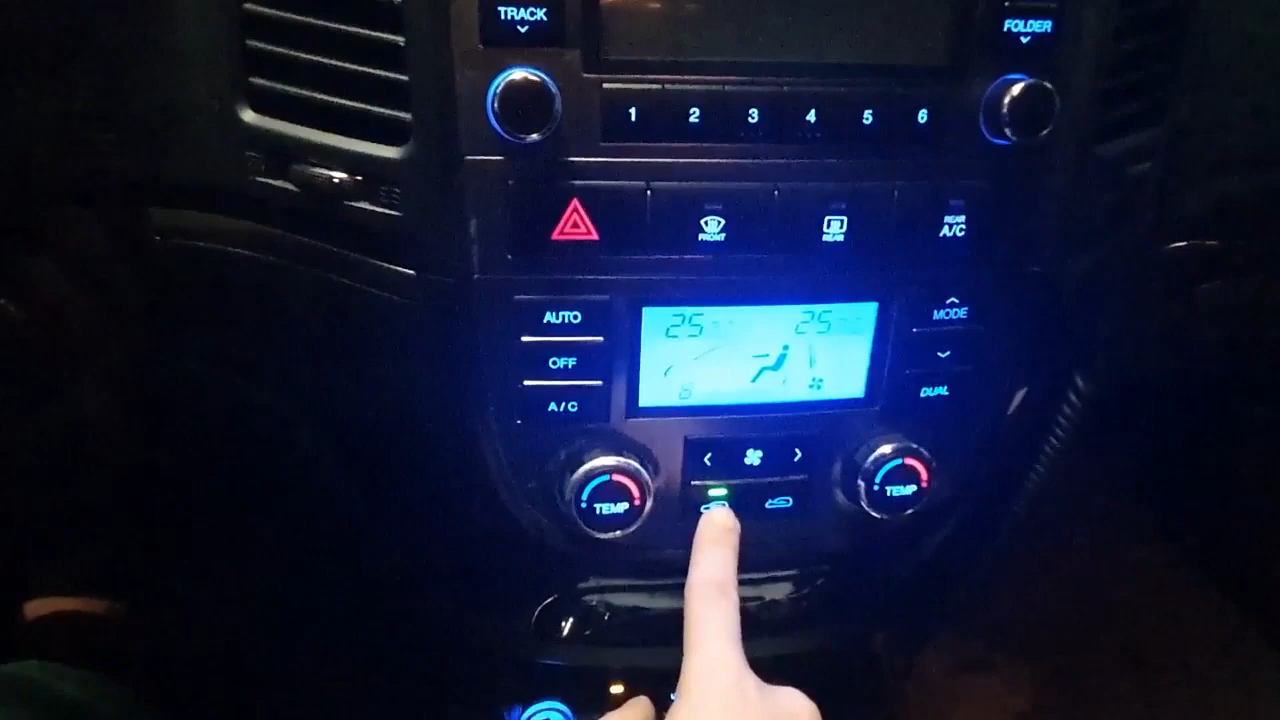 TRACK
FOLDER
1 2 3 4 5 6
FRONT
REAR
REAR
A/C
AUTO
OFF
A/C
25
25
8
MODE
DUAL
TEMP
TEMP